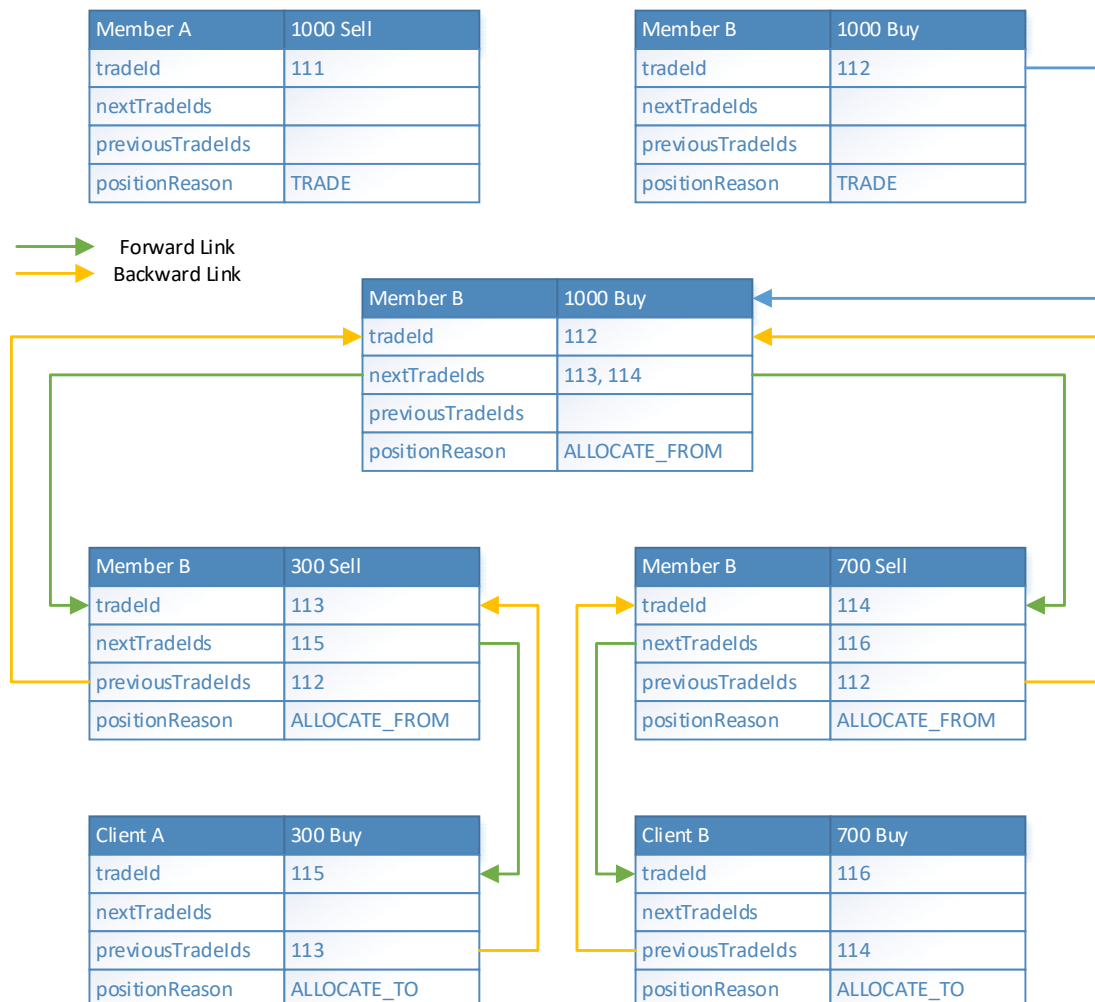 Member A 1000 Sell
tradeId 111
nextTradeIds
previousTradeIds
positionReason TRADE
Member B 1000 Buy
tradeId 112
nextTradeIds
previousTradeIds
positionReason TRADE
Forward Link
Backward Link
Member B 1000 Buy
tradeId 112
nextTradeIds 113, 114
previousTradeIds
positionReason ALLOCATE_FROM
Member B 300 Sell
tradeId 113
nextTradeIds 115
previousTradeIds 112
positionReason ALLOCATE_FROM
Member B 700 Sell
tradeId 114
nextTradeIds 116
previousTradeIds 112
positionReason ALLOCATE_FROM
Client A 300 Buy
tradeId 115
nextTradeIds
previousTradeIds 113
positionReason ALLOCATE_TO
Client B 700 Buy
tradeId 116
nextTradeIds
previousTradeIds 114
positionReason ALLOCATE_TO